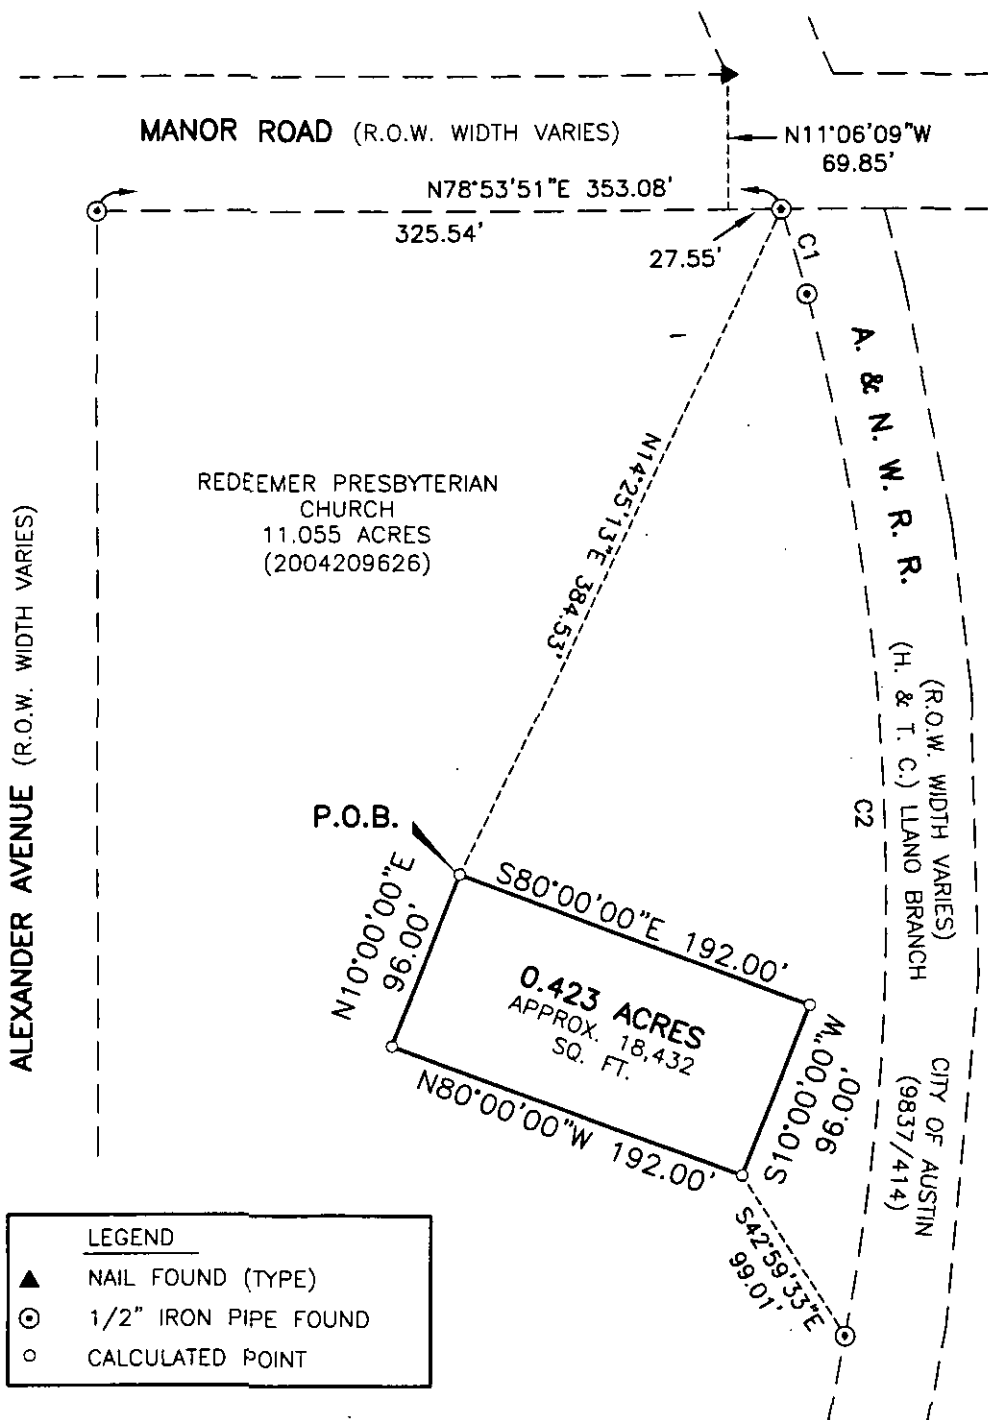 MANOR ROAD (R.O.W. WIDTH VARIES)
N11°06'09"W
69.85'
N78°53'51"E 353.08'
325.54'
27.55'
C1
A. & N. W. R. R.
N14°25'13"E 384.53'
REDEEMER PRESBYTERIAN
CHURCH
11.055 ACRES
(2004209626)
ALEXANDER AVENUE (R.O.W. WIDTH VARIES)
(R.O.W. WIDTH VARIES)
(H. & T. C.) LLANO BRANCH
C2
P.O.B.
S80°00'00"E 192.00'
N10°00'00"E
96.00'
0.423 ACRES
APPROX. 18,432
SQ. FT.
S10°00'00"W
96.00'
N80°00'00"W 192.00'
CITY OF AUSTIN
(9837/414)
S42°59'33"E
99.01'
LEGEND
NAIL FOUND (TYPE)
1/2" IRON PIPE FOUND
CALCULATED POINT